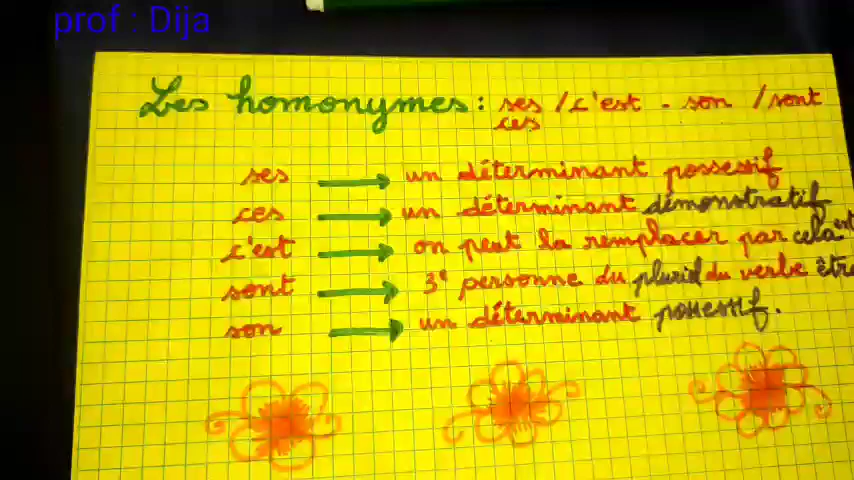 prof : Dija
Les homonymes : ses / c'est - son / sont
ces
ses → un déterminant possessif
ces → un déterminant démonstratif
c'est → on peut la remplacer par cela
sont → 3e personne du pluriel du verbe être
son → un déterminant possessif.